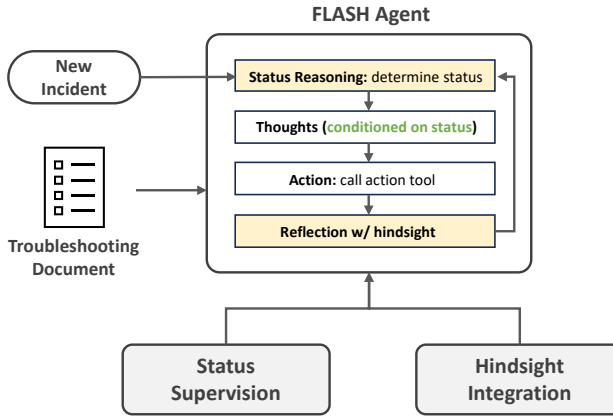 FLASH Agent
New
Incident
Status Reasoning: determine status
Thoughts (conditioned on status)
Action: call action tool
Reflection w/ hindsight
Troubleshooting
Document
Status
Supervision
Hindsight
Integration